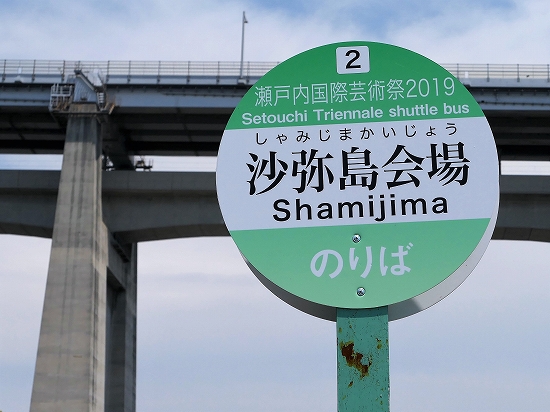 2
瀬戸内国際芸術祭2019
Setouchi Triennale shuttle bus
しゃみじまかいじょう
沙弥島会場
Shamijima
のりば